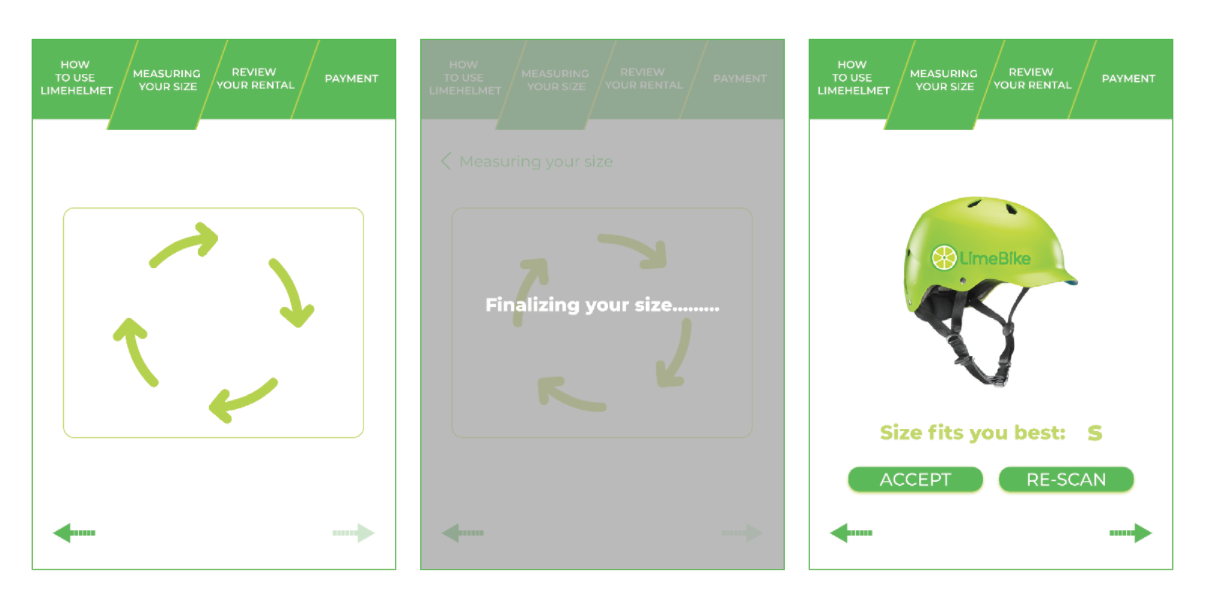 HOW
TO USE
LIMEHELMET
MEASURING
YOUR SIZE
REVIEW
YOUR RENTAL
PAYMENT
HOW
TO USE
LIMEHELMET
MEASURING
YOUR SIZE
REVIEW
YOUR RENTAL
PAYMENT
Measuring your size
Finalizing your size.........
HOW
TO USE
LIMEHELMET
MEASURING
YOUR SIZE
REVIEW
YOUR RENTAL
PAYMENT
LimeBike
Size fits you best: S
ACCEPT
RE-SCAN